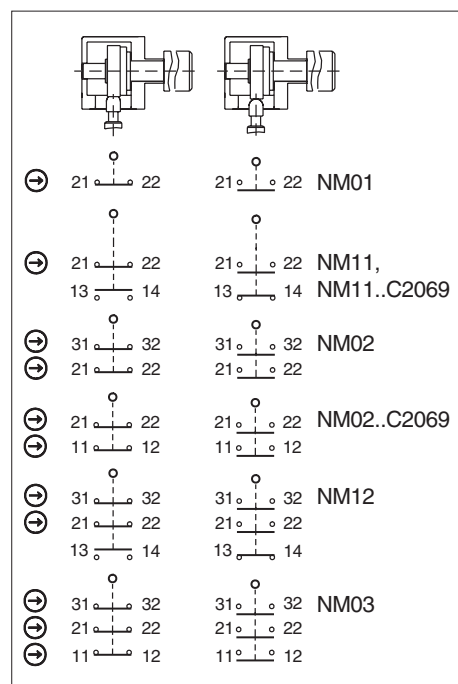 21 22 21 22 NM01
21 22 21 22 NM11,
13 14 13 14 NM11..C2069
31 32 31 32 NM02
21 22 21 22
21 22 21 22 NM02..C2069
11 12 11 12
31 32 31 32 NM12
21 22 21 22
13 14 13 14
31 32 31 32 NM03
21 22 21 22
11 12 11 12